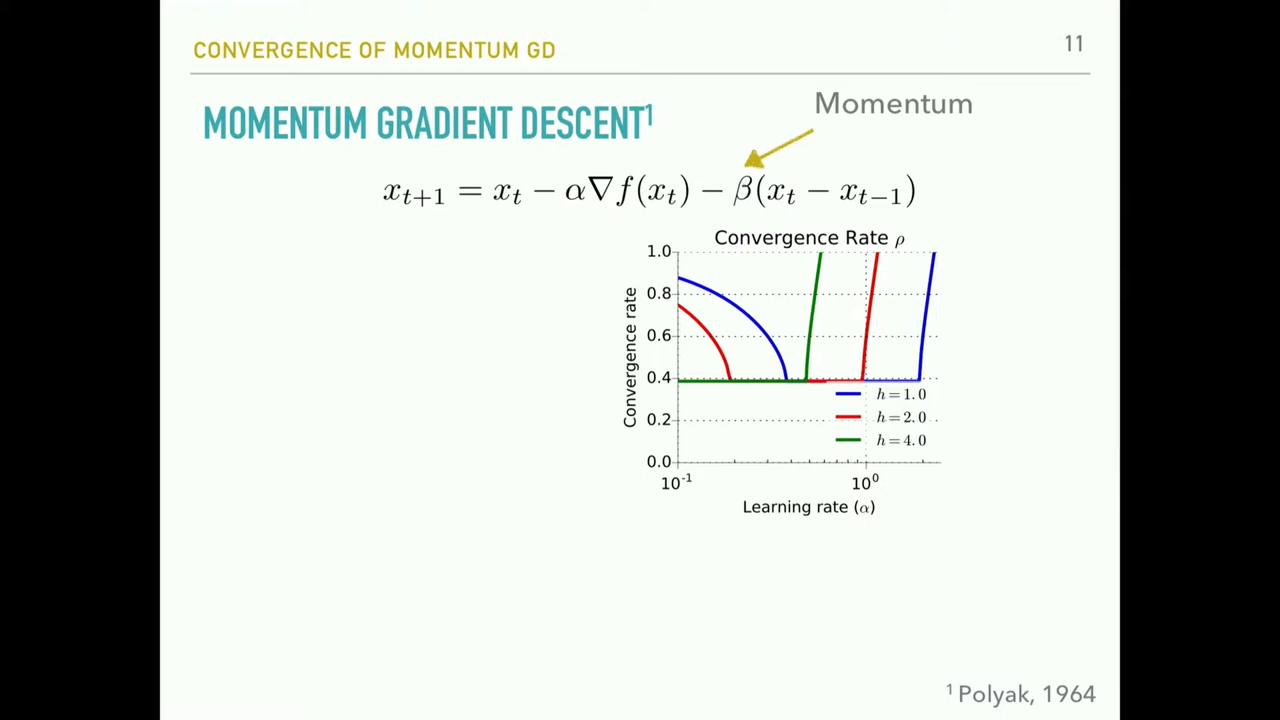 CONVERGENCE OF MOMENTUM GD
11
MOMENTUM GRADIENT DESCENT¹
Momentum
x_{t+1} = x_t − α∇f(x_t) − β(x_t − x_{t−1})
Convergence Rate ρ
Convergence rate
1.0
0.8
0.6
0.4
0.2
0.0
h = 1.0
h = 2.0
h = 4.0
10⁻¹
10⁰
Learning rate (α)
¹ Polyak, 1964